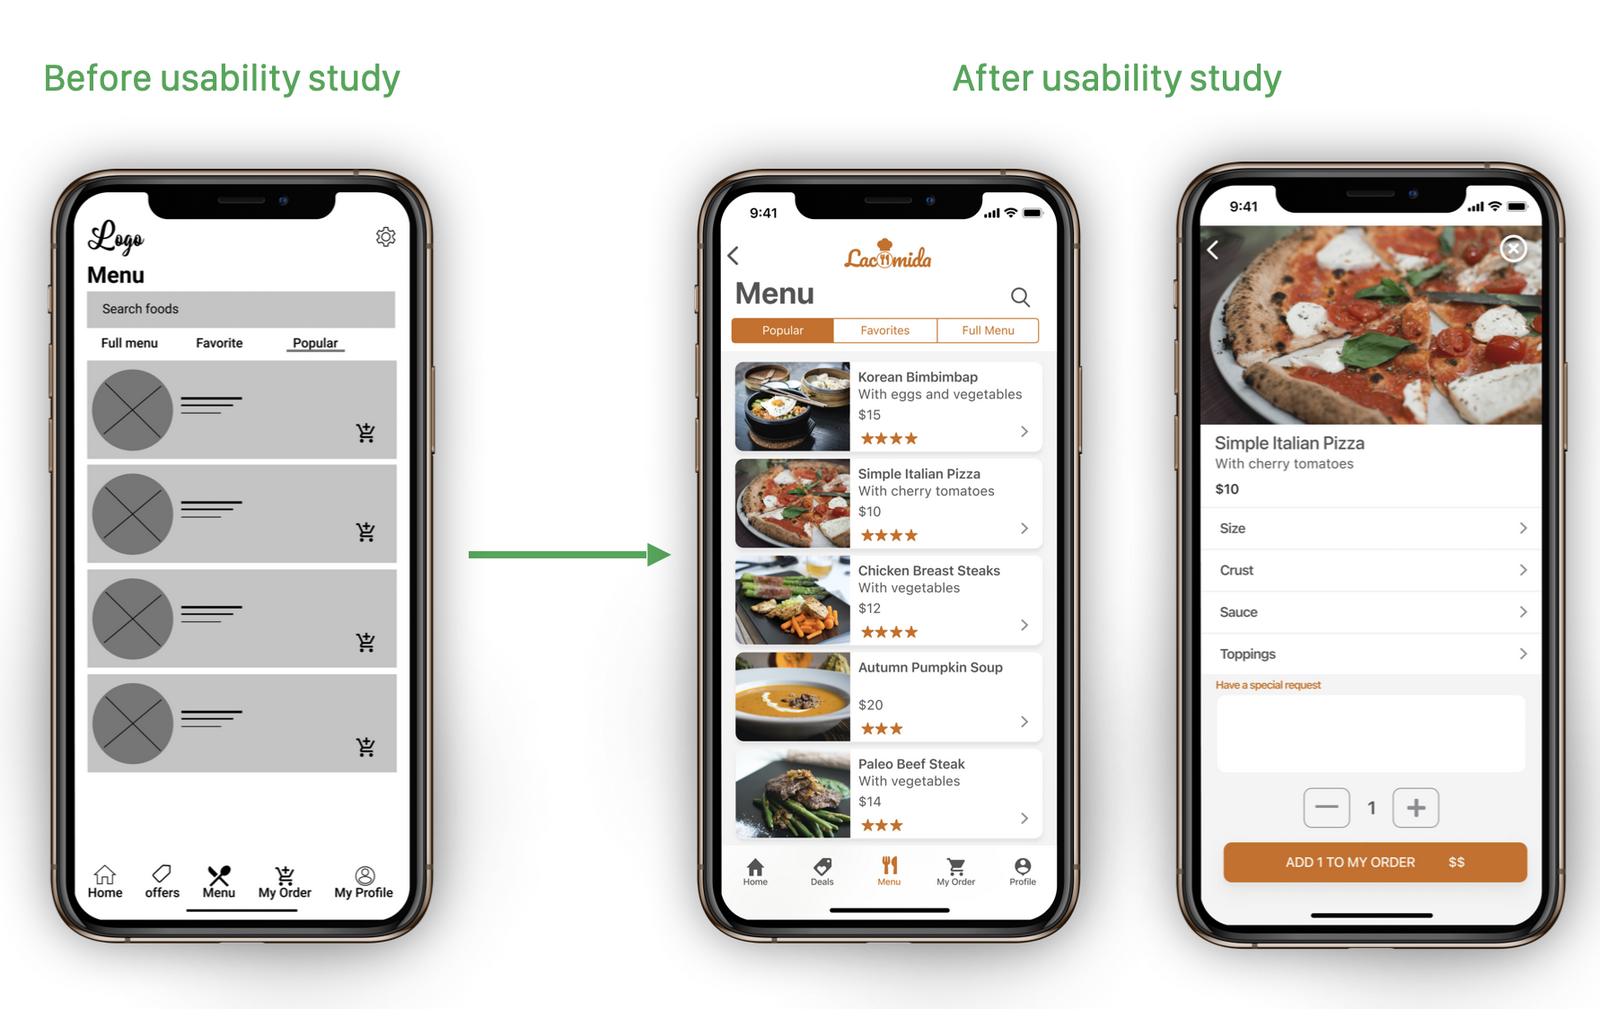 Before usability study
After usability study
Logo
Menu
Search foods
Full menu Favorite Popular
Home offers Menu My Order My Profile
9:41
Lacomida
Menu
Popular Favorites Full Menu
Korean Bimbimbap
With eggs and vegetables
$15
Simple Italian Pizza
With cherry tomatoes
$10
Chicken Breast Steaks
With vegetables
$12
Autumn Pumpkin Soup
$20
Paleo Beef Steak
With vegetables
$14
Home Deals Menu My Order Profile
9:41
Simple Italian Pizza
With cherry tomatoes
$10
Size
Crust
Sauce
Toppings
Have a special request
1
ADD 1 TO MY ORDER $$